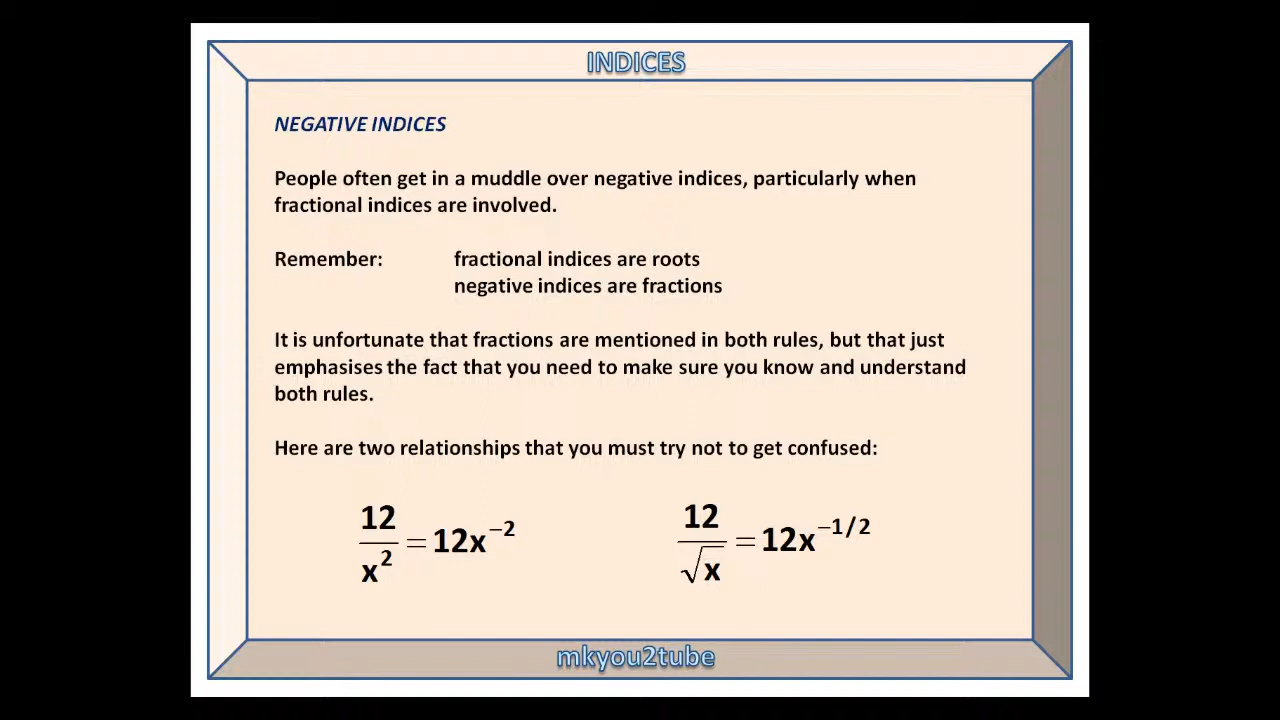 INDICES
NEGATIVE INDICES
People often get in a muddle over negative indices, particularly when
fractional indices are involved.
Remember: fractional indices are roots
negative indices are fractions
It is unfortunate that fractions are mentioned in both rules, but that just
emphasises the fact that you need to make sure you know and understand
both rules.
Here are two relationships that you must try not to get confused:
12/x² = 12x⁻²
12/√x = 12x⁻¹/²
mkyou2tube